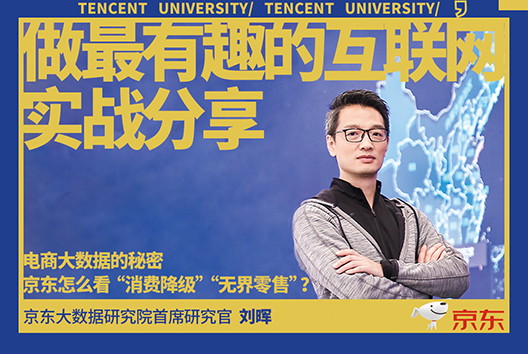 TENCENT UNIVERSITY/ TENCENT UNIVERSITY/
做最有趣的互联网
实战分享
电商大数据的秘密
京东怎么看“消费降级”“无界零售”？
京东大数据研究院首席研究官 刘晖
京东